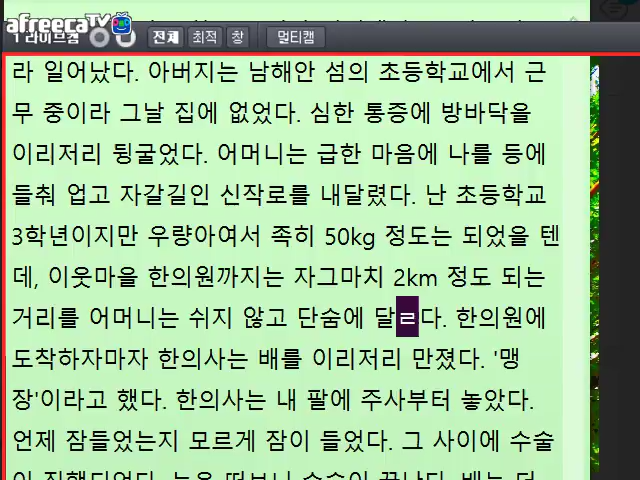 afreecaTV
1 라이브캠 전체 최적 창 멀티캠
라 일어났다. 아버지는 남해안 섬의 초등학교에서 근
무 중이라 그날 집에 없었다. 심한 통증에 방바닥을
이리저리 뒹굴었다. 어머니는 급한 마음에 나를 등에
들춰 업고 자갈길인 신작로를 내달렸다. 난 초등학교
3학년이지만 우량아여서 족히 50kg 정도는 되었을 텐
데, 이웃마을 한의원까지는 자그마치 2km 정도 되는
거리를 어머니는 쉬지 않고 단숨에 달ㄹ다. 한의원에
도착하자마자 한의사는 배를 이리저리 만졌다. '맹
장'이라고 했다. 한의사는 내 팔에 주사부터 놓았다.
언제 잠들었는지 모르게 잠이 들었다. 그 사이에 수술